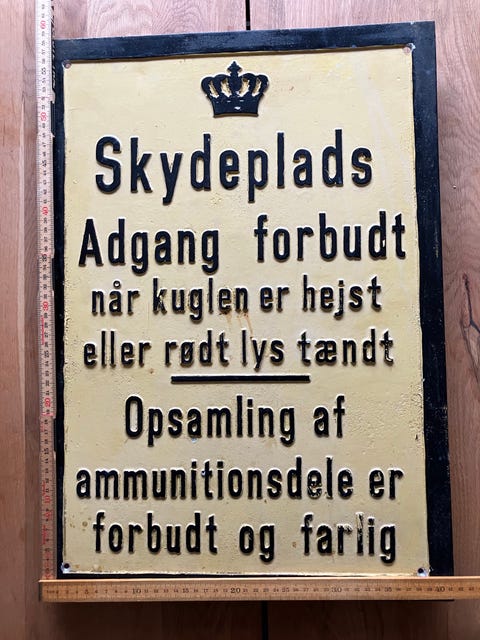 Skydeplads
Adgang forbudt
når kuglen er hejst
eller rødt lys tændt
Opsamling af
ammunitionsdele er
forbudt og farlig